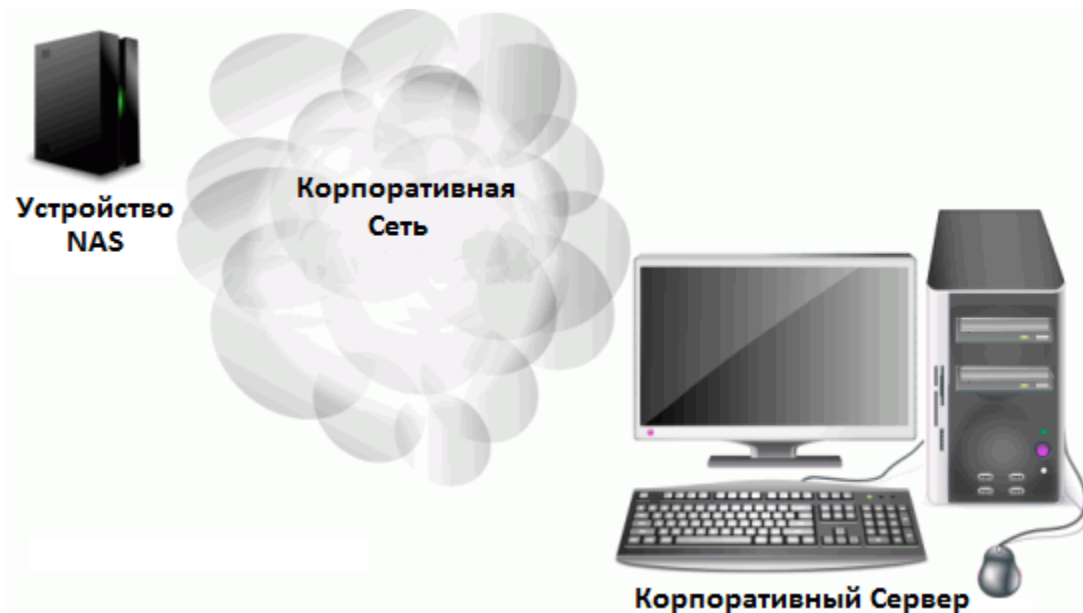 Устройство
NAS
Корпоративная
Сеть
Корпоративный Сервер